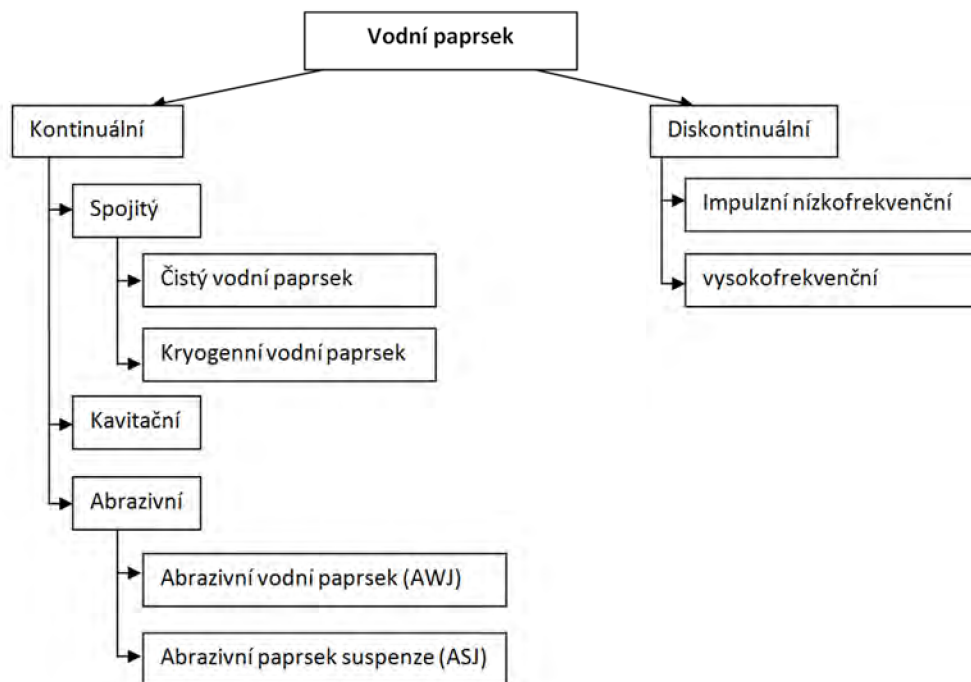 Vodní paprsek
Kontinuální
Diskontinuální
Spojitý
Impulzní nízkofrekvenční
Čistý vodní paprsek
vysokofrekvenční
Kryogenní vodní paprsek
Kavitační
Abrazivní
Abrazivní vodní paprsek (AWJ)
Abrazivní paprsek suspenze (ASJ)